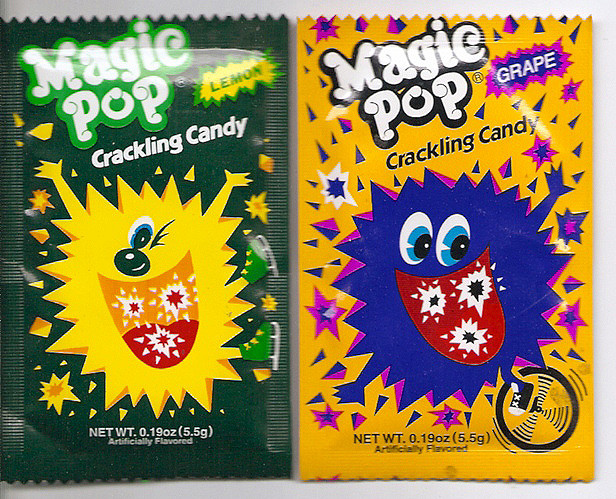 Magic
POP
LEMON
Crackling Candy
NET WT. 0.19oz (5.5g)
Artificially Flavored
Magic
POP®
GRAPE
Crackling Candy
NET WT. 0.19oz (5.5g)
Artificially Flavored